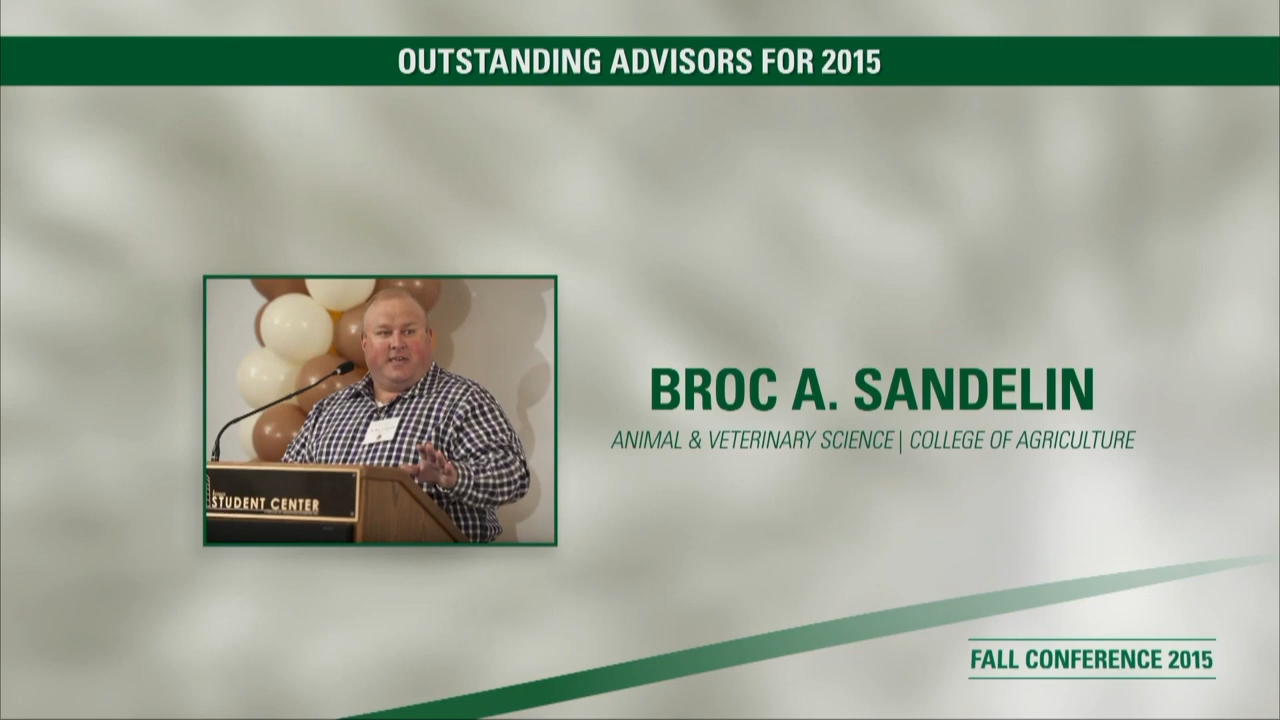 OUTSTANDING ADVISORS FOR 2015
BROC A. SANDELIN
ANIMAL & VETERINARY SCIENCE | COLLEGE OF AGRICULTURE
STUDENT CENTER
FALL CONFERENCE 2015